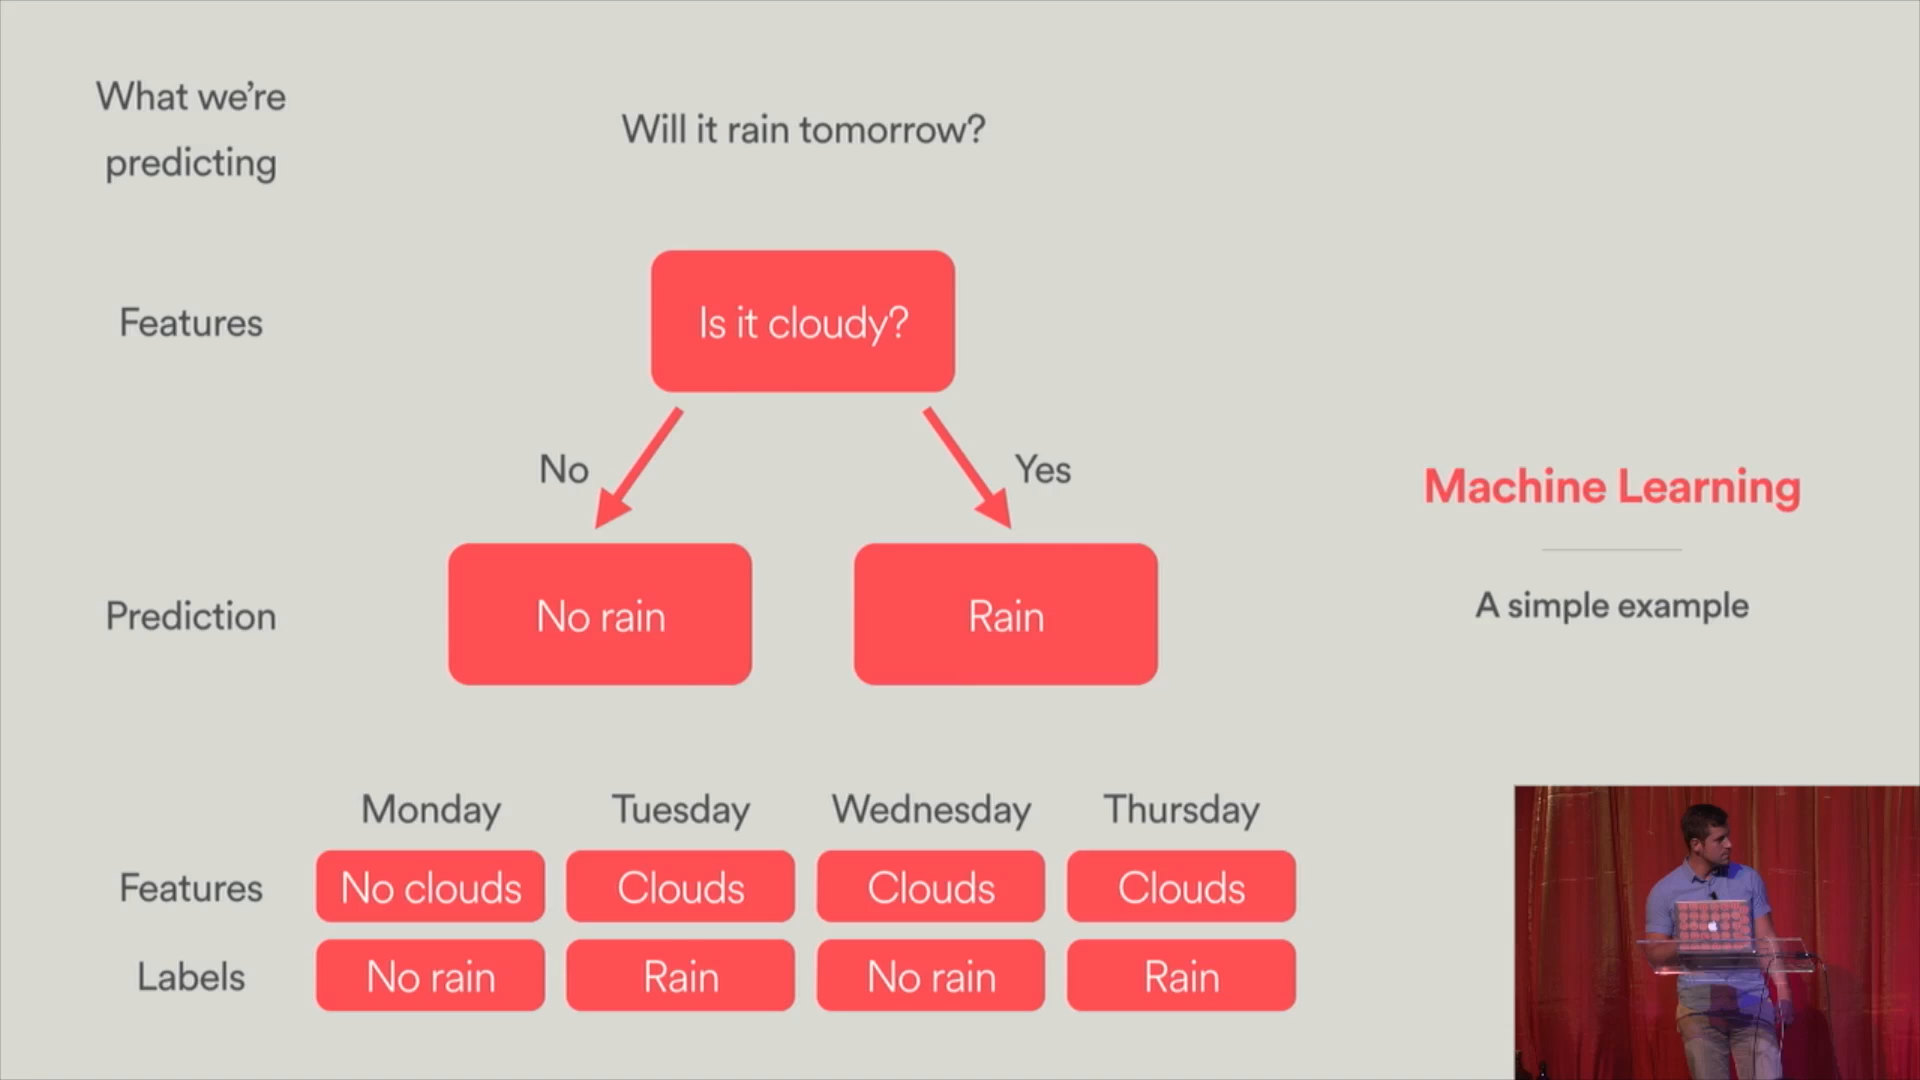 What we're
predicting
Will it rain tomorrow?
Features
Is it cloudy?
No
Yes
Machine Learning
A simple example
Prediction
No rain
Rain
Monday
Tuesday
Wednesday
Thursday
Features
No clouds
Clouds
Clouds
Clouds
Labels
No rain
Rain
No rain
Rain